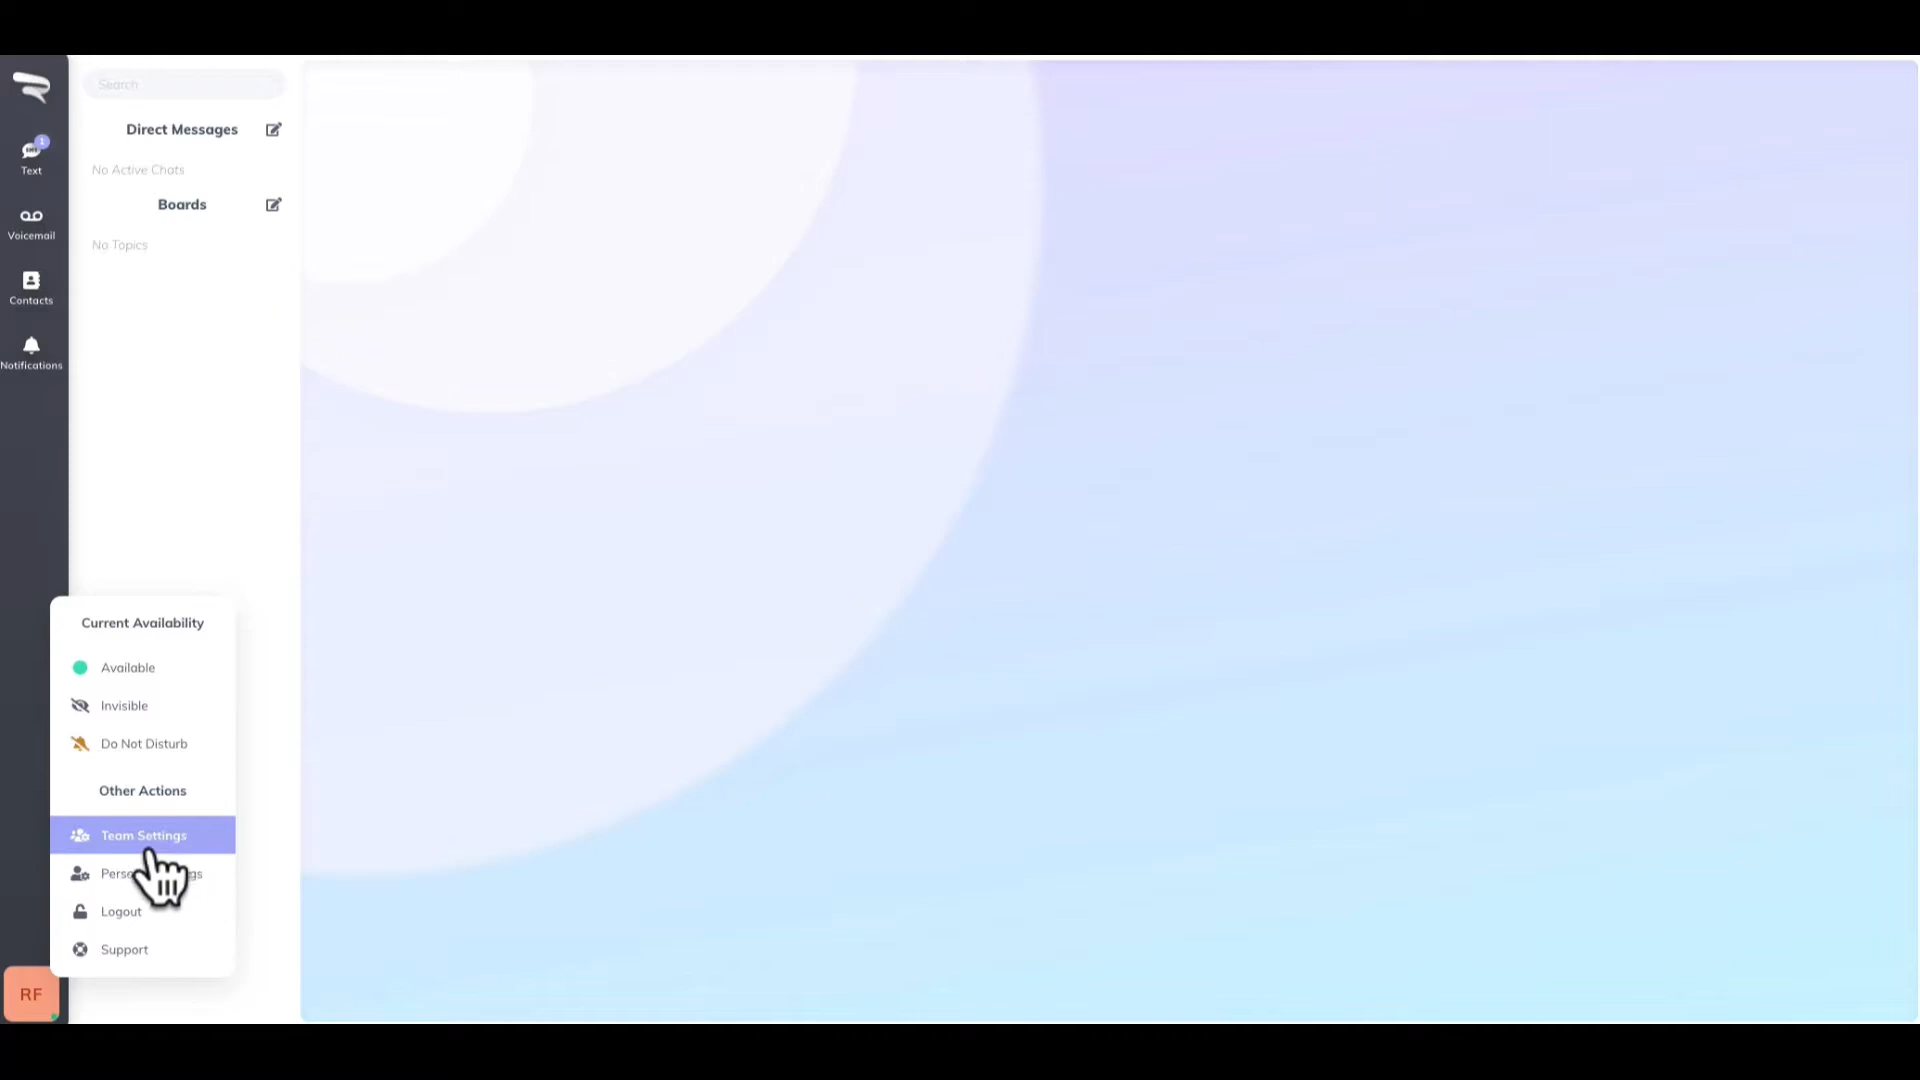 Search
Direct Messages
No Active Chats
Boards
No Topics
1
Text
Voicemail
Contacts
Notifications
Current Availability
Available
Invisible
Do Not Disturb
Other Actions
Team Settings
Logout
Support
RF